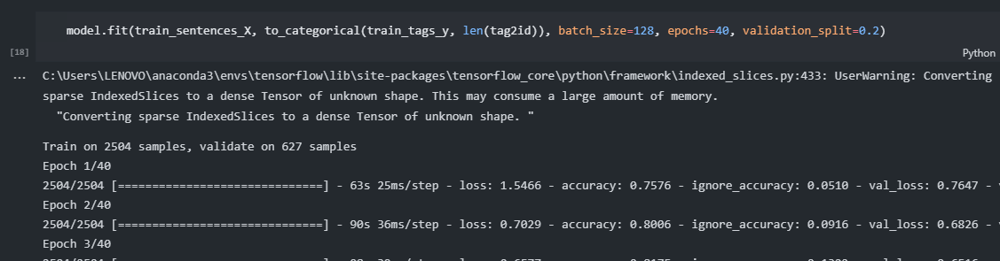 model.fit(train_sentences_X, to_categorical(train_tags_y, len(tag2id)), batch_size=128, epochs=40, validation_split=0.2)
[18]
Python
... C:\Users\LENOVO\anaconda3\envs\tensorflow\lib\site-packages\tensorflow_core\python\framework\indexed_slices.py:433: UserWarning: Converting
sparse IndexedSlices to a dense Tensor of unknown shape. This may consume a large amount of memory.
"Converting sparse IndexedSlices to a dense Tensor of unknown shape. "
Train on 2504 samples, validate on 627 samples
Epoch 1/40
2504/2504 [==============================] - 63s 25ms/step - loss: 1.5466 - accuracy: 0.7576 - ignore_accuracy: 0.0510 - val_loss: 0.7647 -
Epoch 2/40
2504/2504 [==============================] - 90s 36ms/step - loss: 0.7029 - accuracy: 0.8006 - ignore_accuracy: 0.0916 - val_loss: 0.6826 -
Epoch 3/40